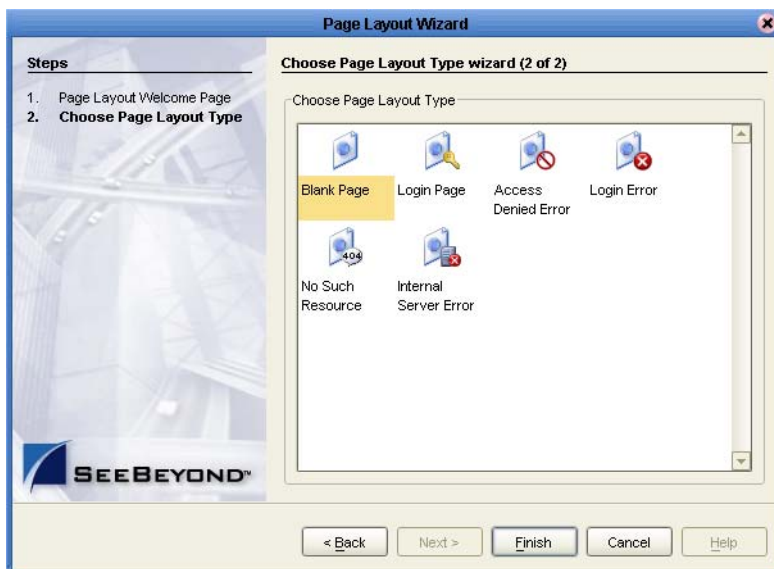 Page Layout Wizard
Steps
1. Page Layout Welcome Page
2. Choose Page Layout Type
Choose Page Layout Type wizard (2 of 2)
Choose Page Layout Type
Blank Page
Login Page
Access
Denied Error
Login Error
404
No Such
Resource
Internal
Server Error
SEEBEYOND™
< Back
Next >
Finish
Cancel
Help